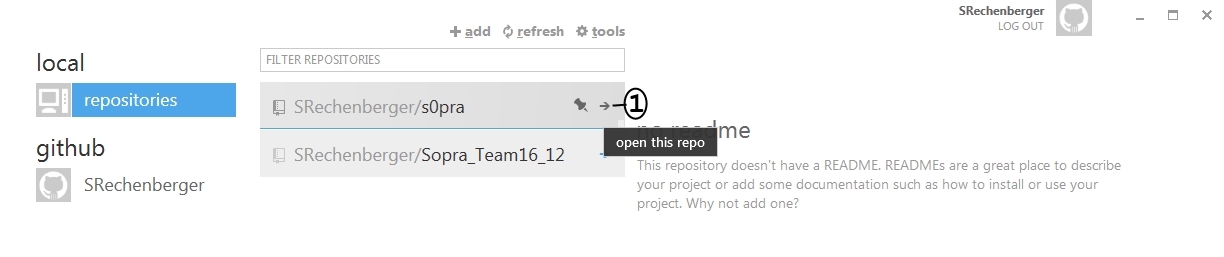 SRechenberger
LOG OUT
add refresh tools
local
FILTER REPOSITORIES
repositories
SRechenberger/s0pra
1
no readme
open this repo
github
SRechenberger/Sopra_Team16_12
This repository doesn't have a README. READMEs are a great place to describe
your project or add some documentation such as how to install or use your
project. Why not add one?
SRechenberger